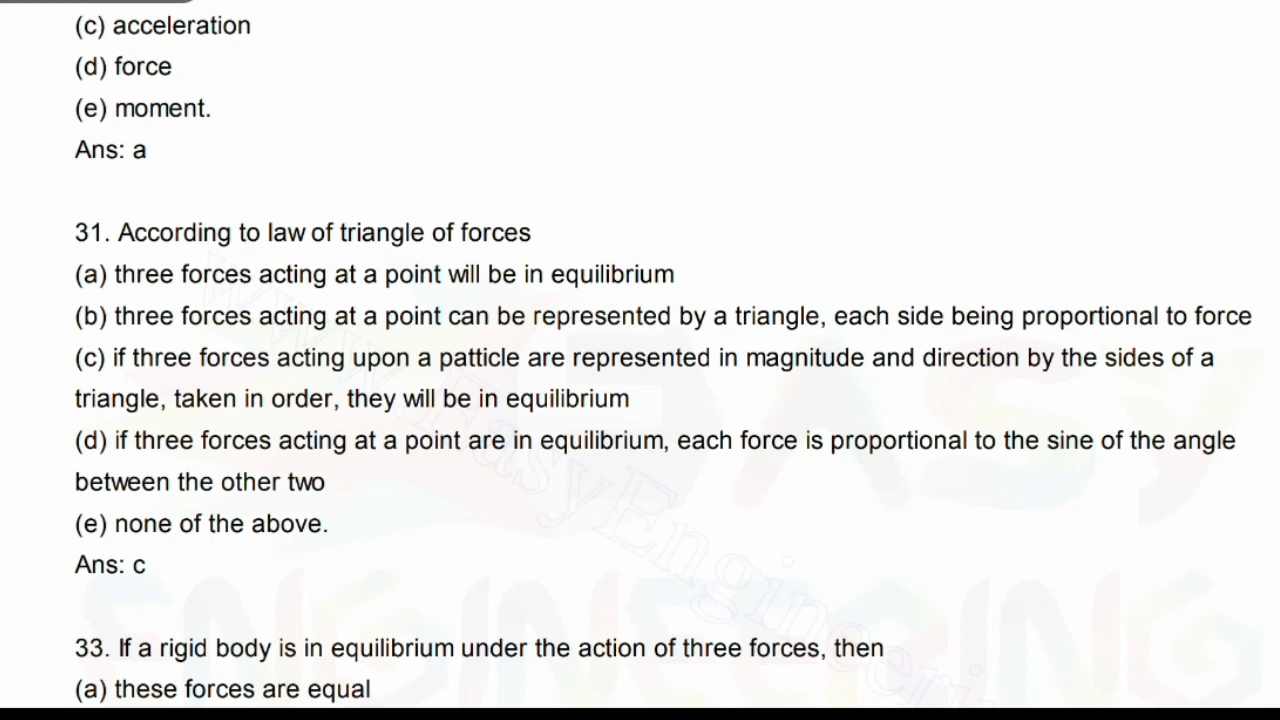 (c) acceleration
(d) force
(e) moment.
Ans: a
31. According to law of triangle of forces
(a) three forces acting at a point will be in equilibrium
(b) three forces acting at a point can be represented by a triangle, each side being proportional to force
(c) if three forces acting upon a patticle are represented in magnitude and direction by the sides of a
triangle, taken in order, they will be in equilibrium
(d) if three forces acting at a point are in equilibrium, each force is proportional to the sine of the angle
between the other two
(e) none of the above.
Ans: c
33. If a rigid body is in equilibrium under the action of three forces, then
(a) these forces are equal